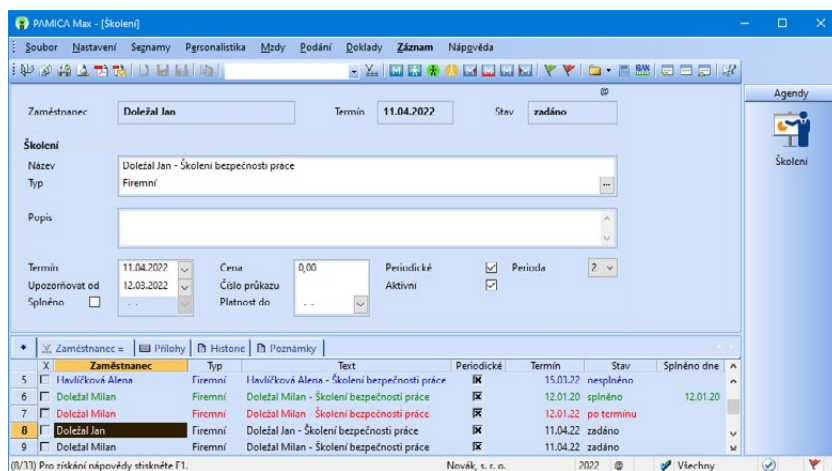 PAMICA Max - [Školení]
Soubor Nastavení Seznamy Personalistika Mzdy Podání Doklady Záznam Nápověda
@
Agendy
Zaměstnanec Doležal Jan Termín 11.04.2022 Stav zadáno
Školení
Školení
Název Doležal Jan - Školení bezpečnosti práce
Typ Firemní ...
Popis
Termín 11.04.2022 Cena 0,00 Periodické Perioda 2
Upozorňovat od 12.03.2022 Číslo průkazu Aktivní
Splněno . . Platnost do . .
* Zaměstnanec = Přílohy Historie Poznámky
X Zaměstnanec Typ Text Periodické Termín Stav Splněno dne
5 Havlíčková Alena Firemní Havlíčková Alena - Školení bezpečnosti práce 15.03.22 nesplněno
6 Doležal Milan Firemní Doležal Milan - Školení bezpečnosti práce 12.01.20 splněno 12.01.20
7 Doležal Milan Firemní Doležal Milan - Školení bezpečnosti práce 12.01.22 po termínu
8 Doležal Jan Firemní Doležal Jan - Školení bezpečnosti práce 11.04.22 zadáno
9 Doležal Milan Firemní Doležal Milan - Školení bezpečnosti práce 11.04.22 zadáno
(8/33) Pro získání nápovědy stiskněte F1. Novák, s. r. o. 2022 @ Všechny